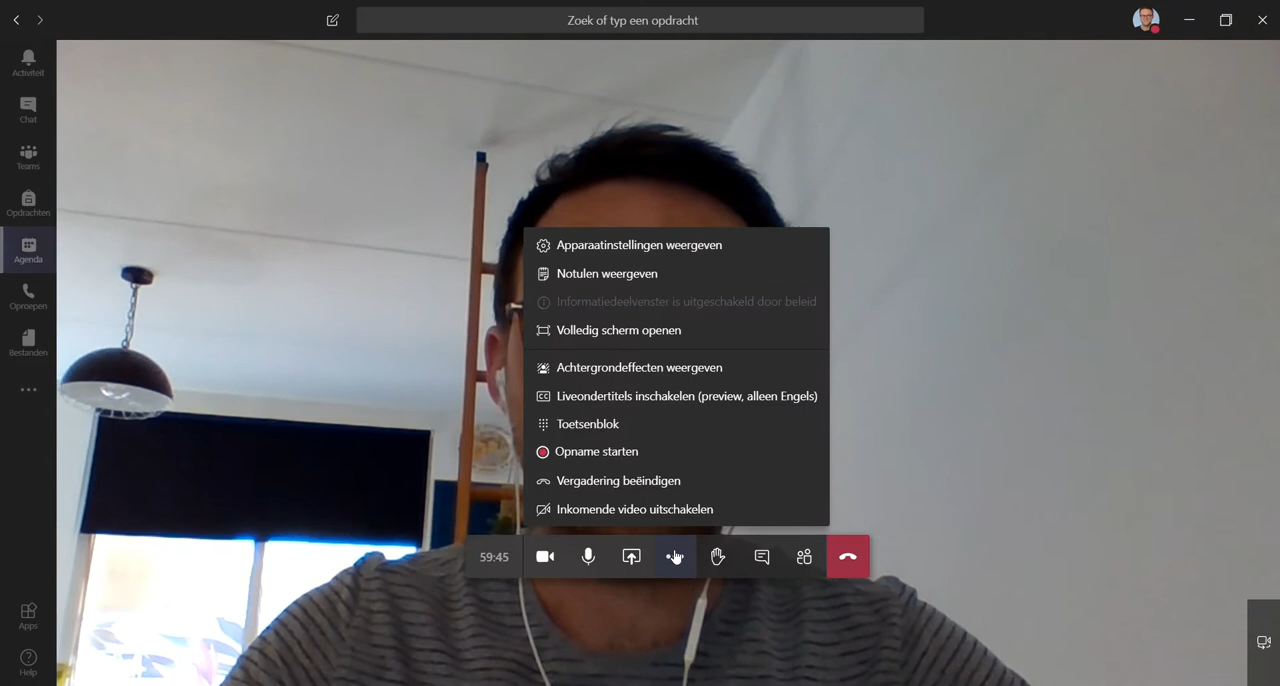 Zoek of typ een opdracht
Activiteit
Chat
Teams
Opdrachten
Agenda
Oproepen
Bestanden
Apps
Help
Apparaatinstellingen weergeven
Notulen weergeven
Informatiedeelvenster is uitgeschakeld door beleid
Volledig scherm openen
Achtergrondeffecten weergeven
CC Liveondertitels inschakelen (preview, alleen Engels)
Toetsenblok
Opname starten
Vergadering beëindigen
Inkomende video uitschakelen
59:45